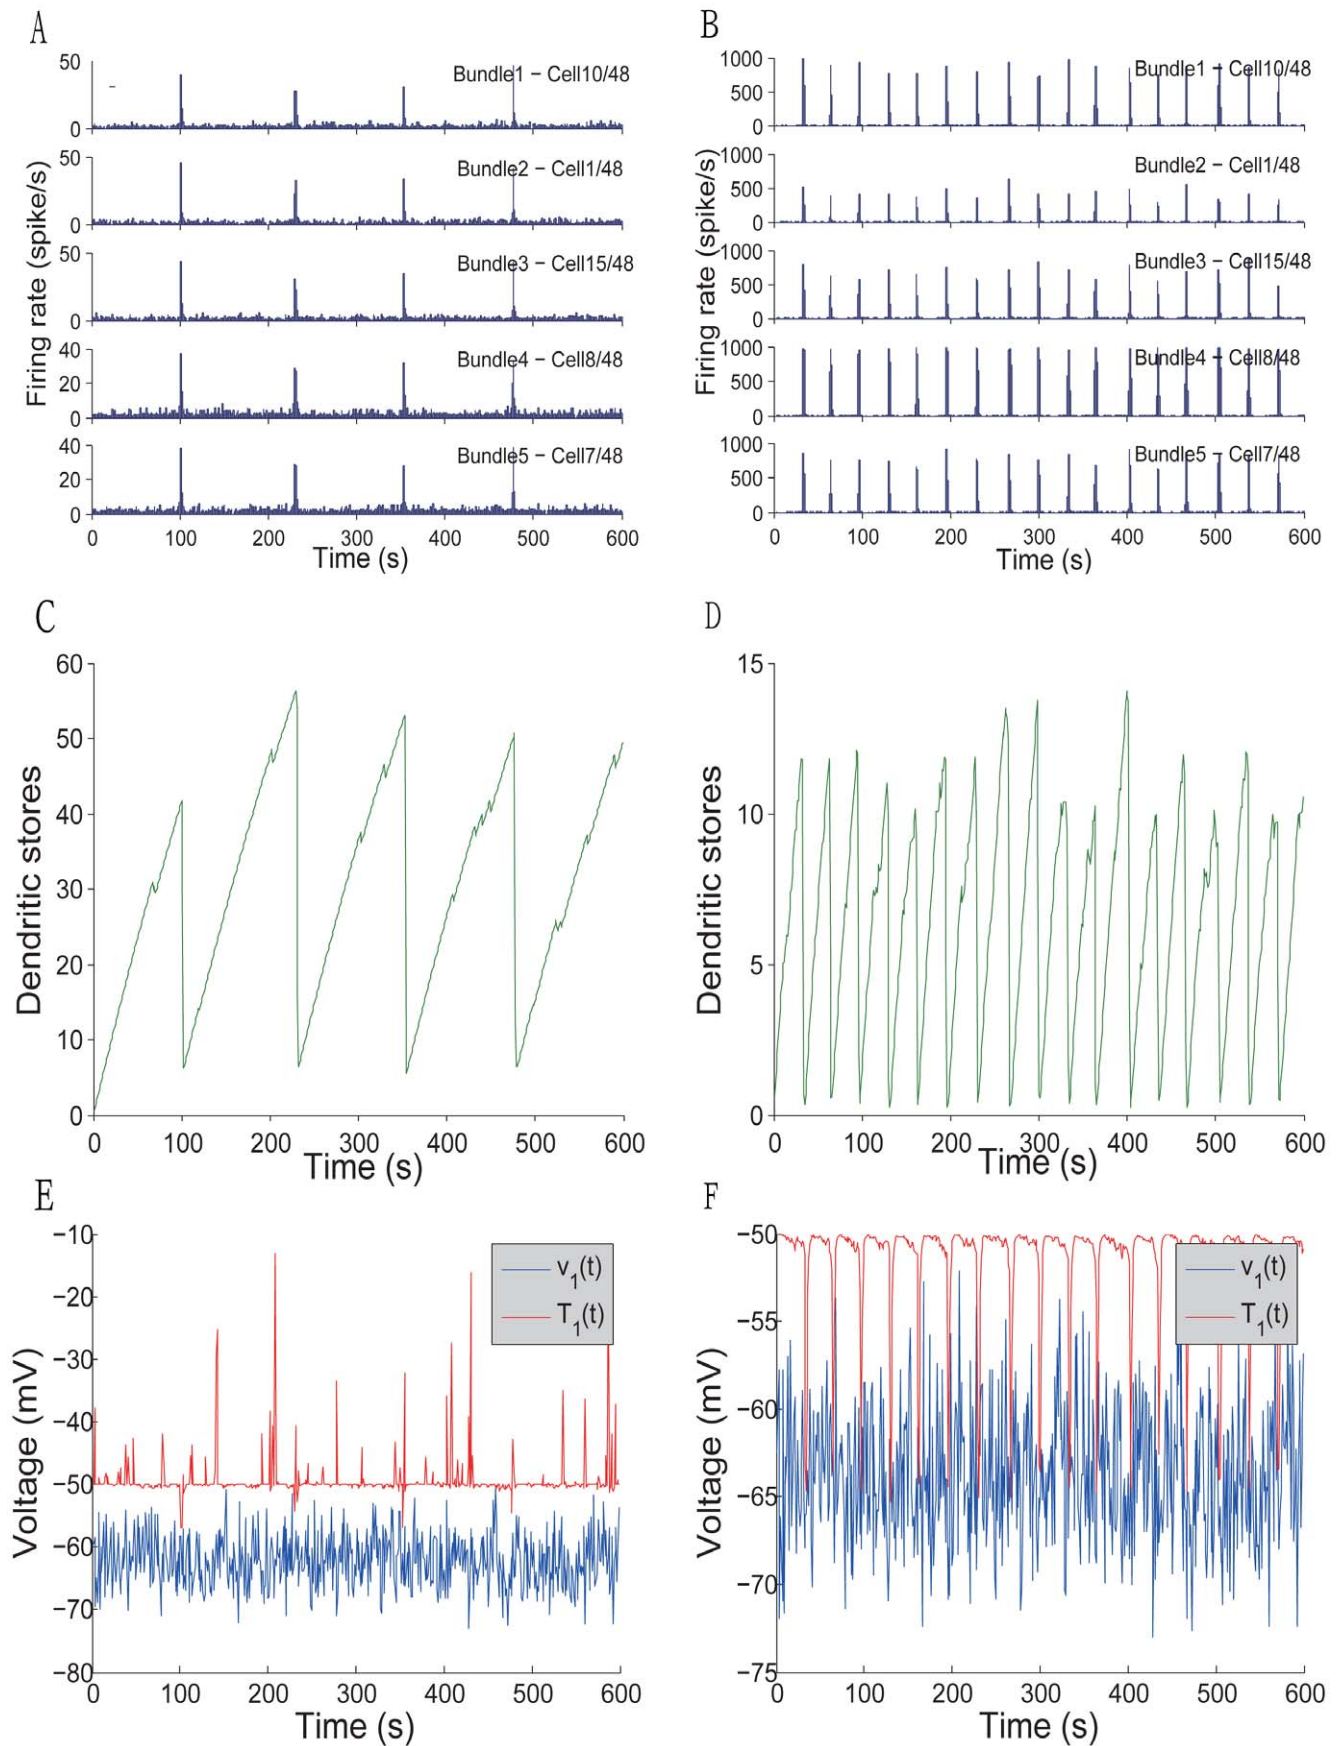 A
Firing rate (spike/s)
50
0
Bundle1 – Cell10/48
50
0
Bundle2 – Cell1/48
50
0
Bundle3 – Cell15/48
40
20
0
Bundle4 – Cell8/48
40
20
0
Bundle5 – Cell7/48
0 100 200 300 400 500 600
Time (s)
B
Firing rate (spike/s)
1000
500
0
Bundle1 – Cell10/48
1000
500
0
Bundle2 – Cell1/48
1000
500
0
Bundle3 – Cell15/48
1000
500
0
Bundle4 – Cell8/48
1000
500
0
Bundle5 – Cell7/48
0 100 200 300 400 500 600
Time (s)
C
Dendritic stores
60
50
40
30
20
10
0
0 100 200 300 400 500 600
Time (s)
D
Dendritic stores
15
10
5
0
0 100 200 300 400 500 600
Time (s)
E
Voltage (mV)
−10
−20
−30
−40
−50
−60
−70
−80
v_1(t)
T_1(t)
0 100 200 300 400 500 600
Time (s)
F
Voltage (mV)
−50
−55
−60
−65
−70
−75
v_1(t)
T_1(t)
0 100 200 300 400 500 600
Time (s)